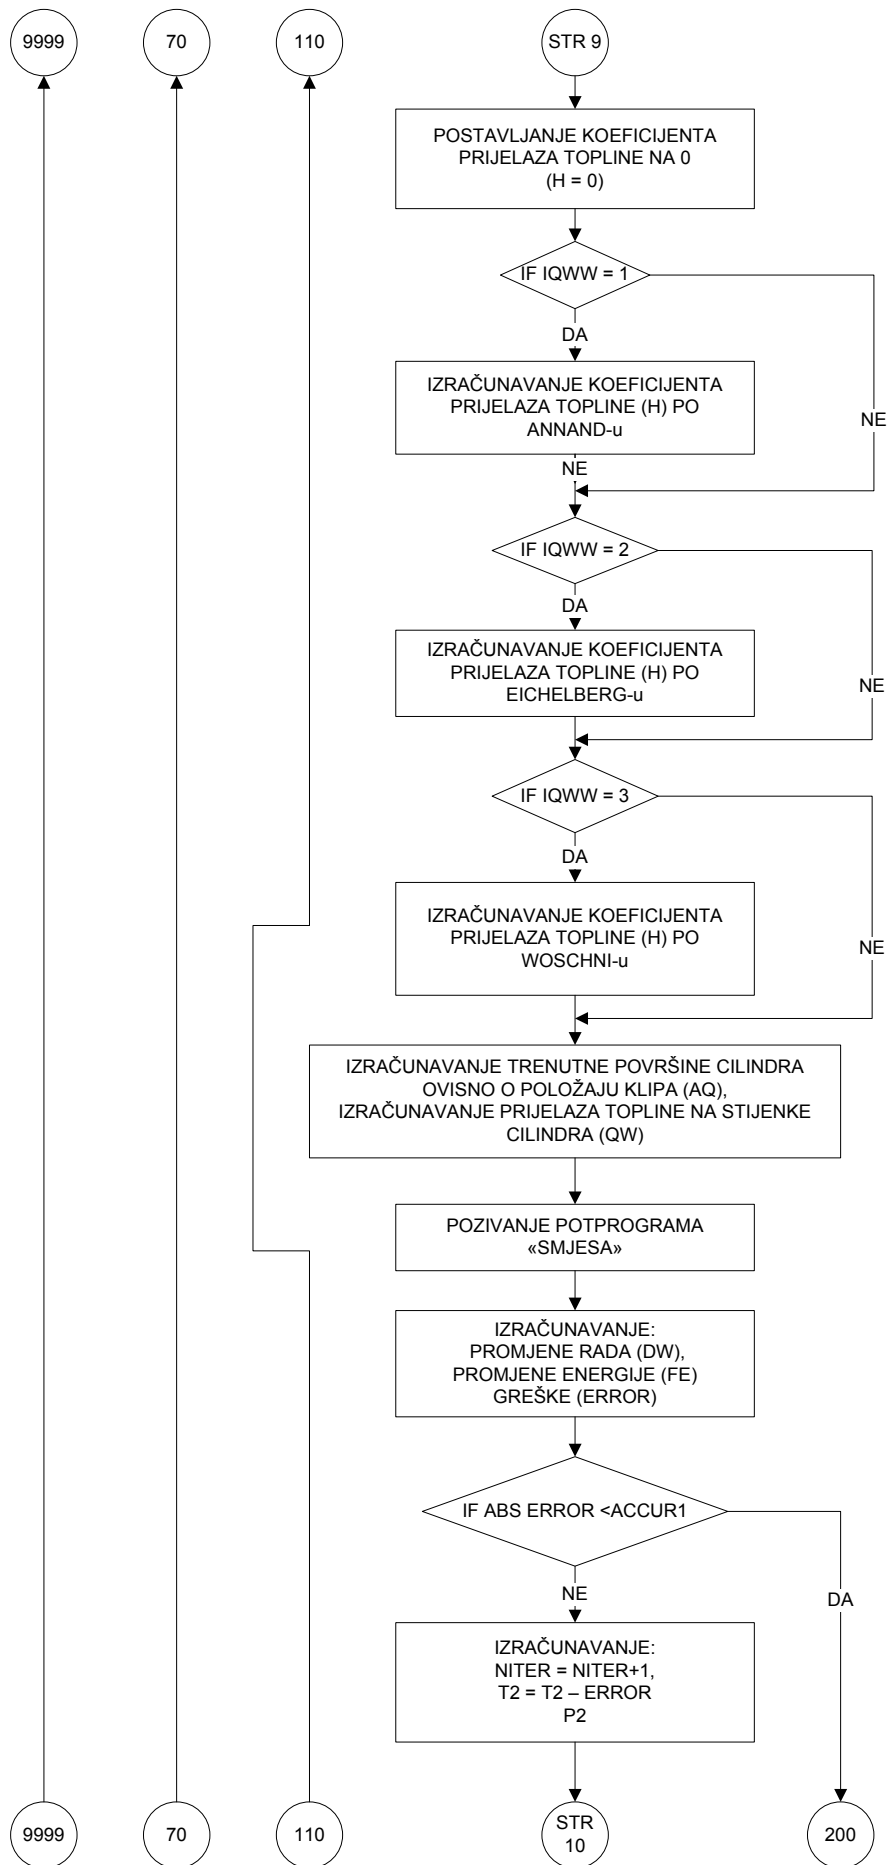 9999
70
110
STR 9
POSTAVLJANJE KOEFICIJENTA
PRIJELAZA TOPLINE NA 0
(H = 0)
IF IQWW = 1
DA
IZRAČUNAVANJE KOEFICIJENTA
PRIJELAZA TOPLINE (H) PO
ANNAND-u
NE
NE
IF IQWW = 2
DA
IZRAČUNAVANJE KOEFICIJENTA
PRIJELAZA TOPLINE (H) PO
EICHELBERG-u
NE
IF IQWW = 3
DA
IZRAČUNAVANJE KOEFICIJENTA
PRIJELAZA TOPLINE (H) PO
WOSCHNI-u
NE
IZRAČUNAVANJE TRENUTNE POVRŠINE CILINDRA
OVISNO O POLOŽAJU KLIPA (AQ),
IZRAČUNAVANJE PRIJELAZA TOPLINE NA STIJENKE
CILINDRA (QW)
POZIVANJE POTPROGRAMA
«SMJESA»
IZRAČUNAVANJE:
PROMJENE RADA (DW),
PROMJENE ENERGIJE (FE)
GREŠKE (ERROR)
IF ABS ERROR <ACCUR1
NE
DA
IZRAČUNAVANJE:
NITER = NITER+1,
T2 = T2 – ERROR
P2
9999
70
110
STR
10
200